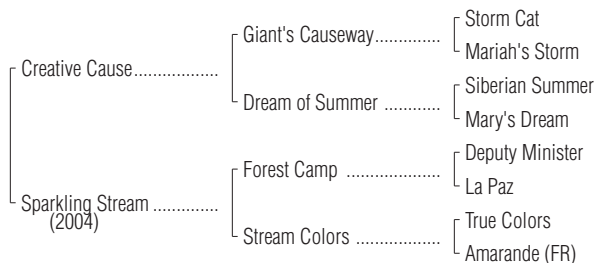 Storm Cat
Giant's Causeway..............
Mariah's Storm
Creative Cause..................
Siberian Summer
Dream of Summer ............
Mary's Dream
Deputy Minister
Forest Camp ....................
La Paz
Sparkling Stream ..............
(2004)
True Colors
Stream Colors ..................
Amarande (FR)